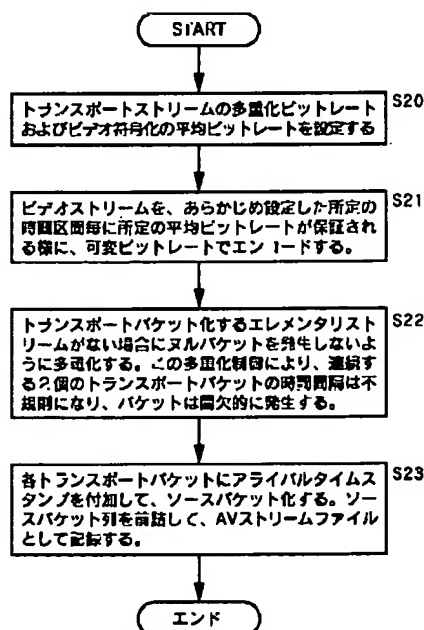 START
S20
トランスポートストリームの多重化ビットレート
およびビデオ符号化の平均ビットレートを設定する
S21
ビデオストリームを、あらかじめ設定した所定の
時間区間毎に所定の平均ビットレートが保証され
る様に、可変ビットレートでエンコードする。
S22
トランスポートパケット化するエレメンタリスト
リームがない場合にヌルパケットを発生しないよ
うに多重化する。この多重化制御により、連続す
る2個のトランスポートパケットの時間間隔は不
規則になり、パケットは間欠的に発生する。
S23
各トランスポートパケットにアライバルタイムス
タンプを付加して、ソースパケット化する。ソー
スパケット列を前詰して、AVストリームファイル
として記録する。
エンド